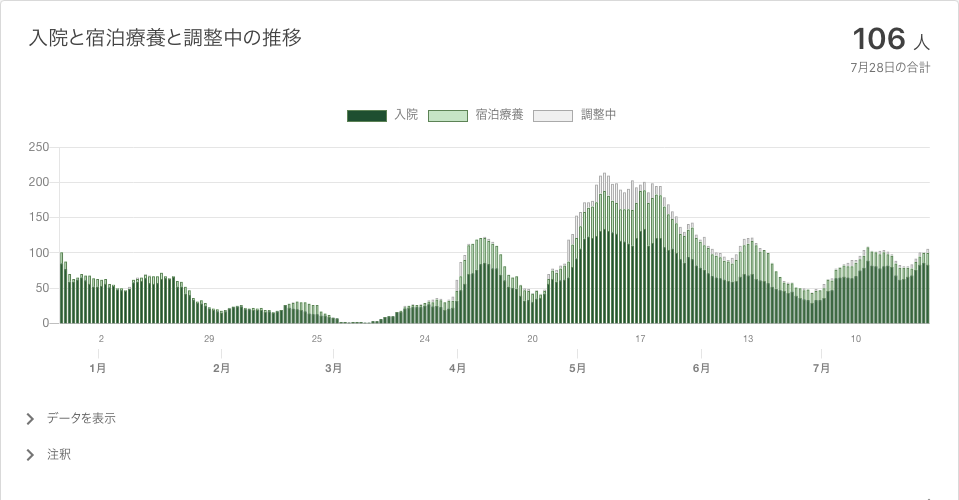 入院と宿泊療養と調整中の推移
106 人
7月28日の合計
入院 宿泊療養 調整中
250
200
150
100
50
0
2 29 25 24 20 17 13 10
1月 2月 3月 4月 5月 6月 7月
データを表示
注釈